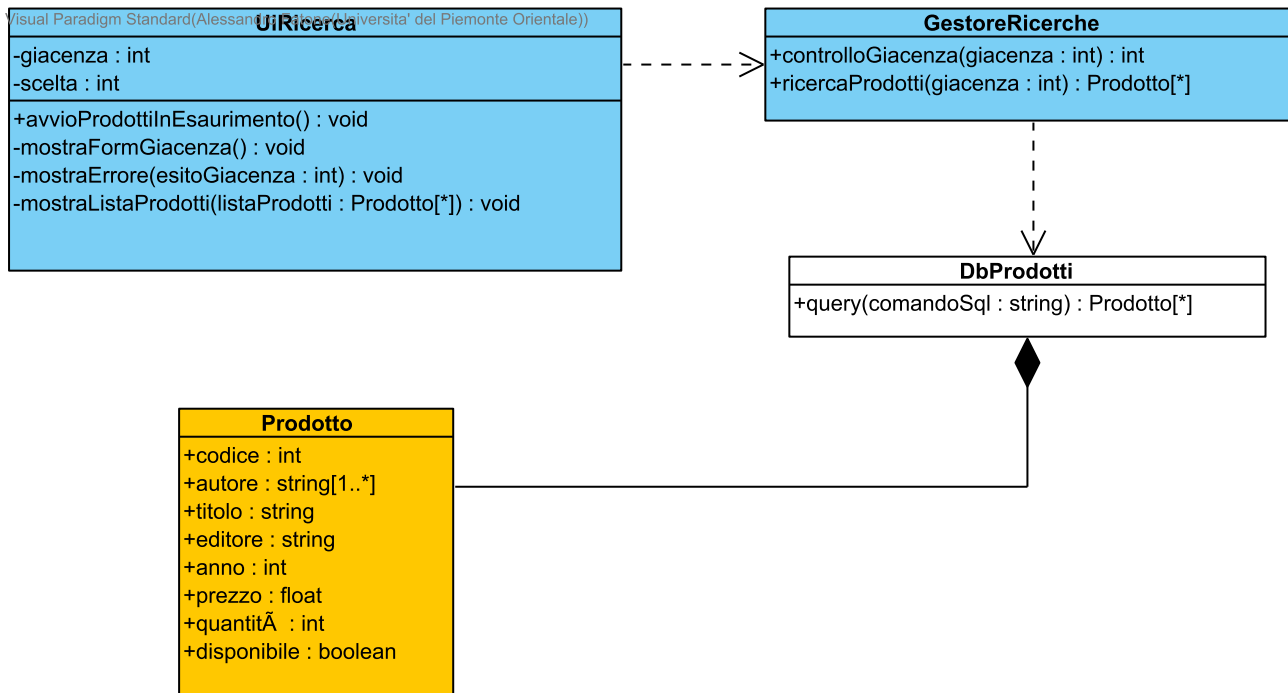 Visual Paradigm Standard(Alessandro Fatone(Universita' del Piemonte Orientale))
UiRicerca
-giacenza : int
-scelta : int
+avvioProdottiInEsaurimento() : void
-mostraFormGiacenza() : void
-mostraErrore(esitoGiacenza : int) : void
-mostraListaProdotti(listaProdotti : Prodotto[*]) : void
GestoreRicerche
+controlloGiacenza(giacenza : int) : int
+ricercaProdotti(giacenza : int) : Prodotto[*]
DbProdotti
+query(comandoSql : string) : Prodotto[*]
Prodotto
+codice : int
+autore : string[1..*]
+titolo : string
+editore : string
+anno : int
+prezzo : float
+quantitÃ  : int
+disponibile : boolean